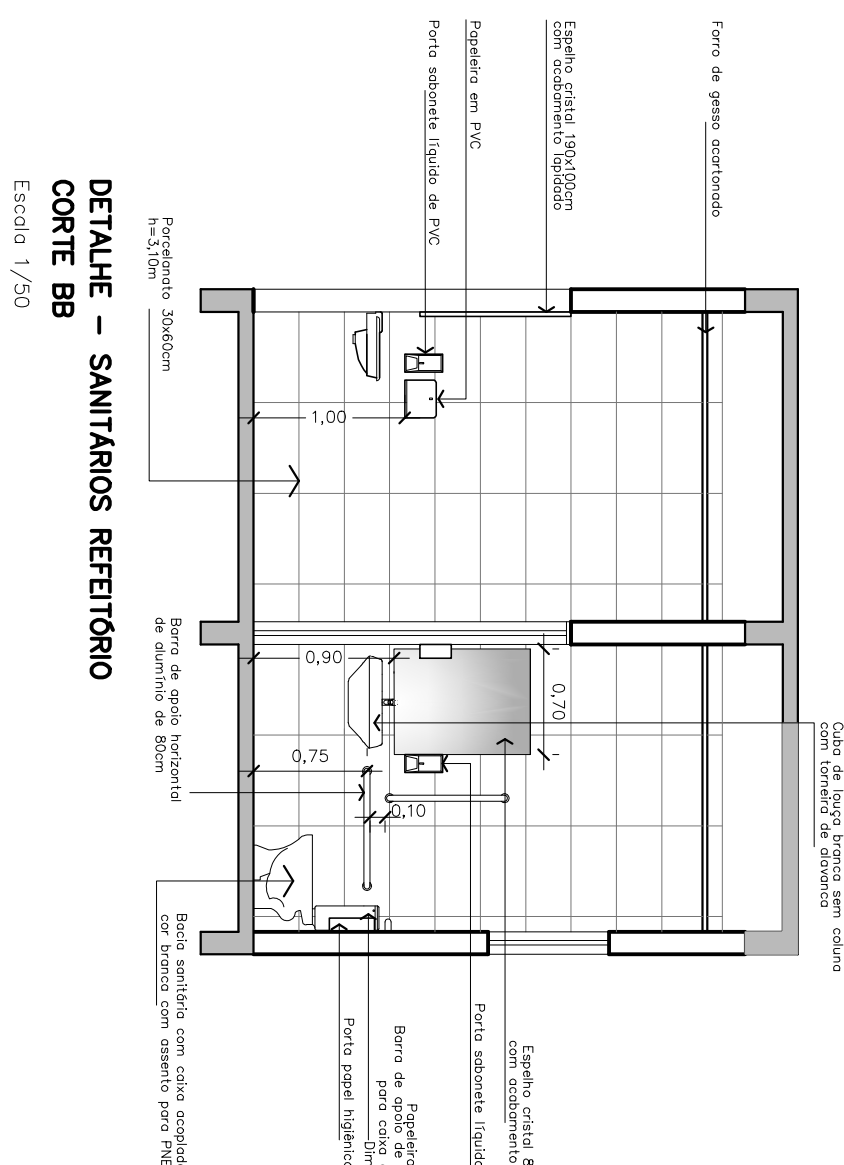 Forro de gesso acartonado
Espelho cristal 190x100cm
com acabamento lapidado
Papeleira em PVC
Porta sabonete líquido de PVC
Cuba de louça branca sem coluna
com torneira de alavanca
1,00
0,90
0,70
0,75
0,10
Espelho cristal 8
com acabamento
Porta sabonete líquido
Papeleira
Barra de apoio de
para caixa
Dim
Porta papel higiênico
Bacia sanitária com caixa acoplad
cor branca com assento para PNE
Barra de apoio horizontal
de alumínio de 80cm
Porcelanato 30x60cm
h=3,10m
DETALHE - SANITÁRIOS REFEITÓRIO
CORTE BB
Escala 1/50